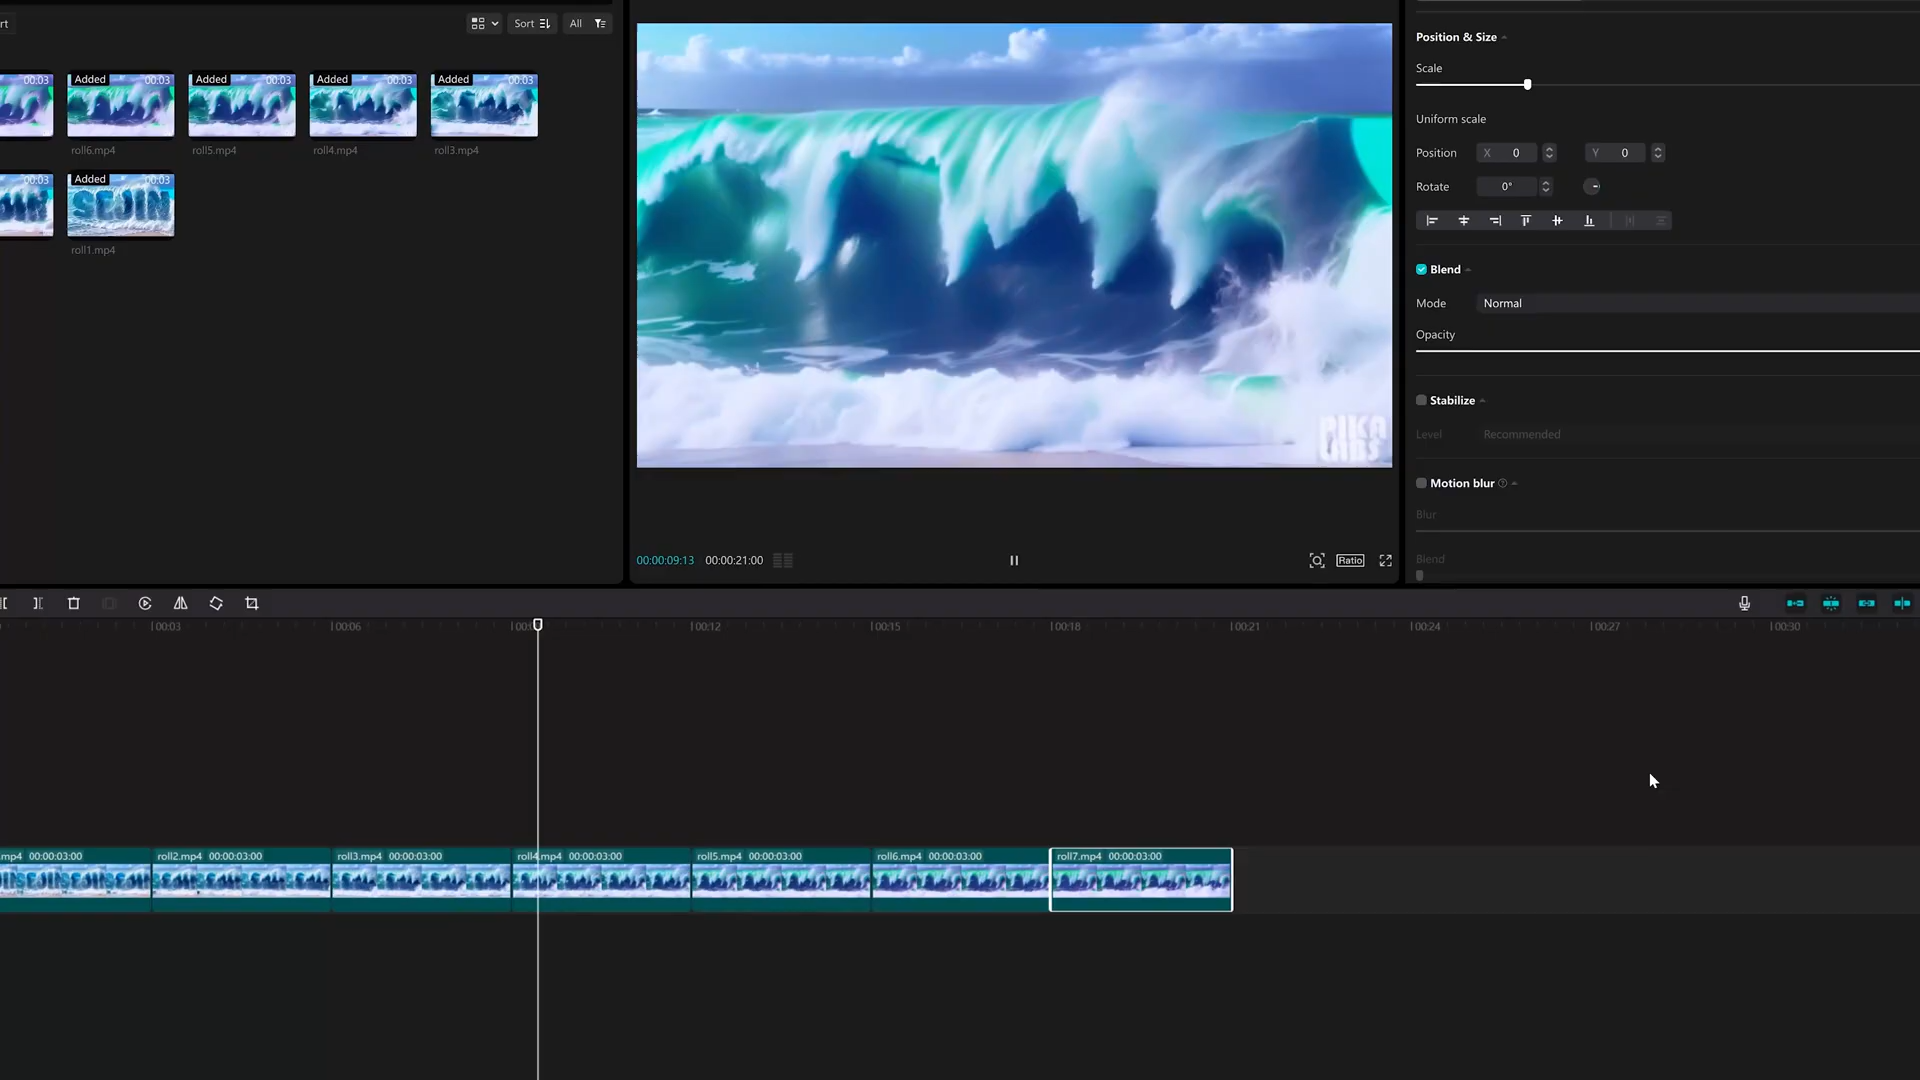 rt
Sort
All
Added 00:03
Added 00:03
Added 00:03
Added 00:03
00:03
roll6.mp4
roll5.mp4
roll4.mp4
roll3.mp4
00:03
Added 00:03
roll1.mp4
PIKA
LABS
00:00:09:13 00:00:21:00
Ratio
Position & Size
Scale
Uniform scale
Position X 0 Y 0
Rotate 0°
Blend
Mode Normal
Opacity
Stabilize
Level Recommended
Motion blur
Blur
Blend
00:03 00:06 00:12 00:15 00:18 00:21 00:24 00:27 00:30
.mp4 00:00:03:00 roll2.mp4 00:00:03:00 roll3.mp4 00:00:03:00 roll4.mp4 00:00:03:00 roll5.mp4 00:00:03:00 roll6.mp4 00:00:03:00 roll7.mp4 00:00:03:00